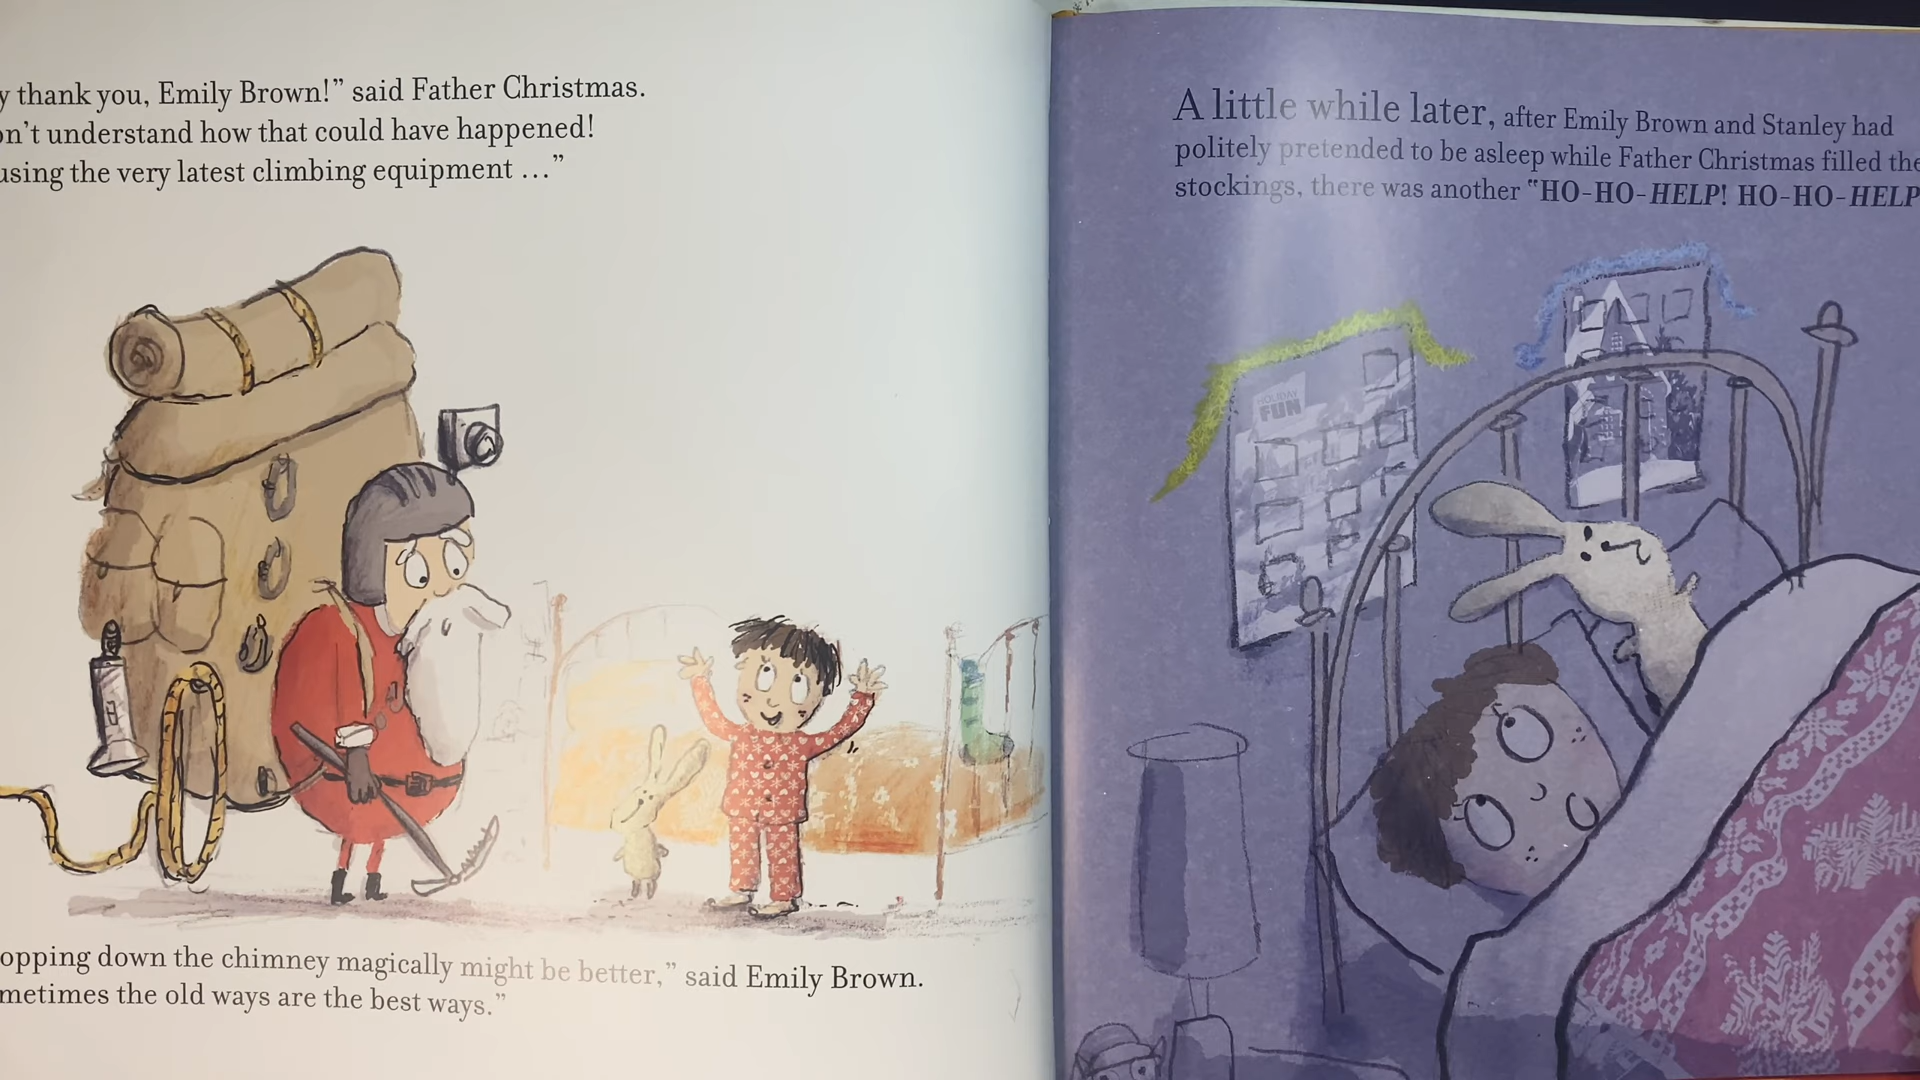 thank you, Emily Brown!” said Father Christmas.
understand how that could have happened!
using the very latest climbing equipment ...”
down the chimney magically might be better,” said Emily Brown.
the old ways are the best ways.”
A little while later, after Emily Brown and Stanley had
politely pretended to be asleep while Father Christmas filled the
stockings, there was another “HO-HO-HELP! HO-HO-HELP
HOLIDAY
FUN